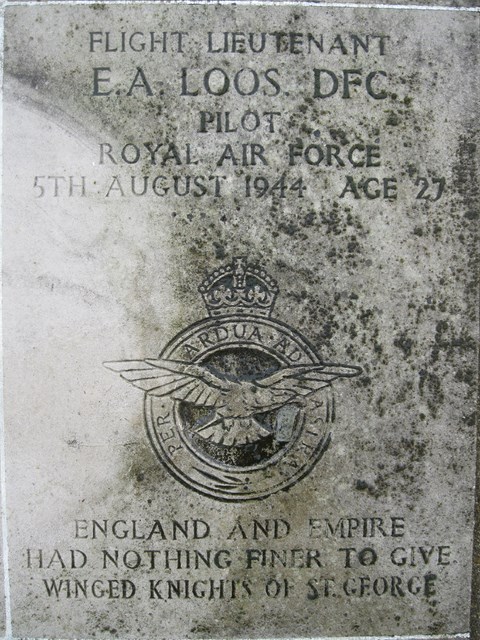 FLIGHT LIEUTENANT
E.A. LOOS. DFC.
PILOT
ROYAL AIR FORCE
5TH AUGUST 1944 AGE 27
PER · ARDUA · AD ASTRA
ENGLAND AND EMPIRE
HAD NOTHING FINER TO GIVE
WINGED KNIGHTS OF ST. GEORGE